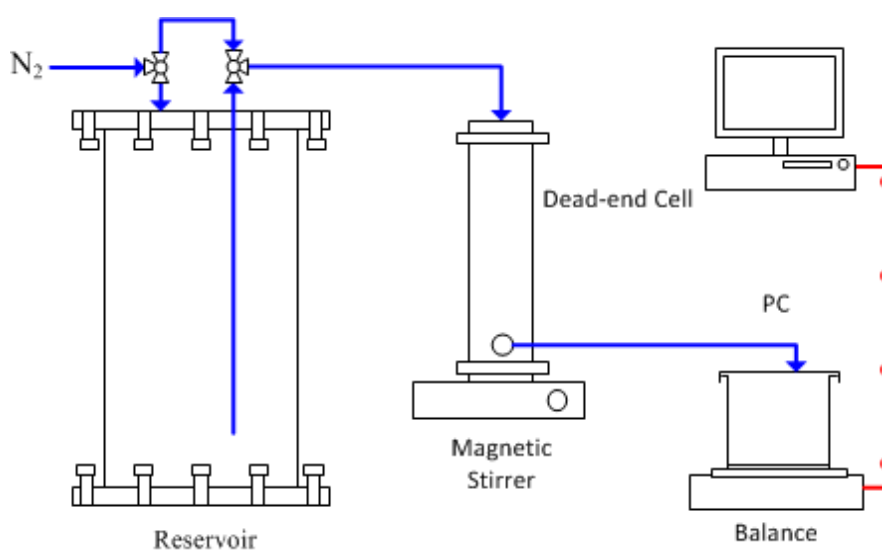 N₂
Dead-end Cell
PC
Magnetic
Stirrer
Reservoir
Balance